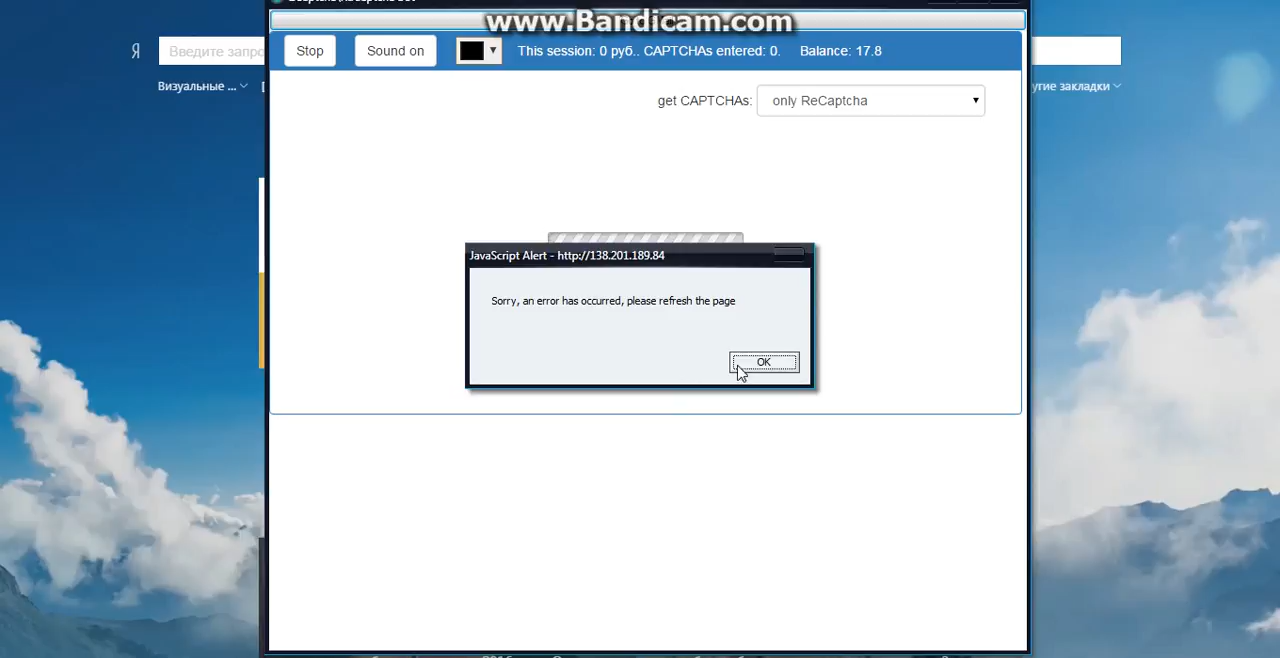 www.Bandicam.com
Я
Введите запро
Stop
Sound on
This session: 0 руб.. CAPTCHAs entered: 0.
Balance: 17.8
Визуальные ...
угие закладки
get CAPTCHAs:
only ReCaptcha
JavaScript Alert - http://138.201.189.84
Sorry, an error has occurred, please refresh the page
OK